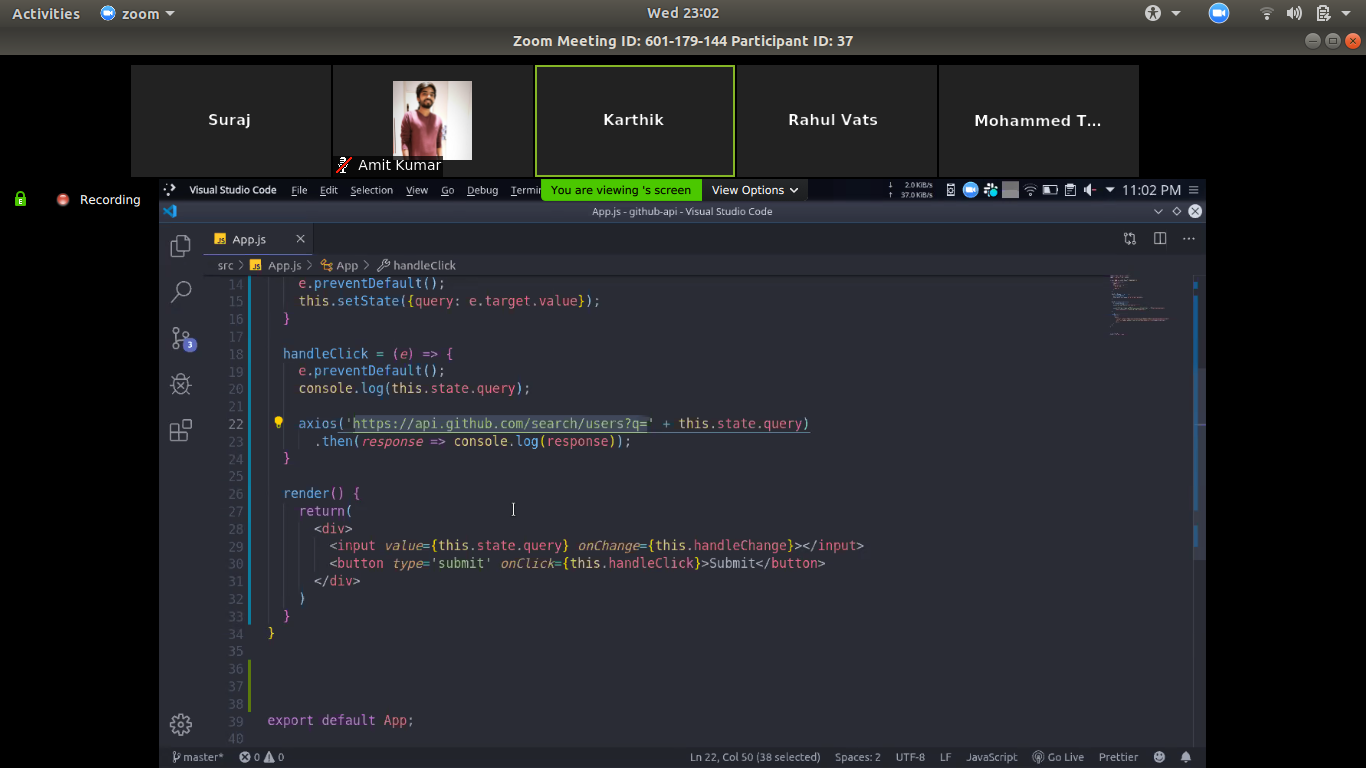 Activities zoom Wed 23:02
Zoom Meeting ID: 601-179-144 Participant ID: 37
Suraj
Amit Kumar
Karthik
Rahul Vats
Mohammed T...
Recording
Visual Studio Code File Edit Selection View Go Debug Termin You are viewing 's screen View Options 2.0 KiB/s 37.0 KiB/s 11:02 PM
App.js - github-api - Visual Studio Code
JS App.js
src > JS App.js > App > handleClick
14 e.preventDefault();
15 this.setState({query: e.target.value});
16 }
17
18 handleClick = (e) => {
19 e.preventDefault();
20 console.log(this.state.query);
21
22 axios('https://api.github.com/search/users?q=' + this.state.query)
23 .then(response => console.log(response));
24 }
25
26 render() {
27 return(
28 <div>
29 <input value={this.state.query} onChange={this.handleChange}></input>
30 <button type='submit' onClick={this.handleClick}>Submit</button>
31 </div>
32 )
33 }
34 }
35
36
37
38
39 export default App;
40
3
master* 0 0 Ln 22, Col 50 (38 selected) Spaces: 2 UTF-8 LF JavaScript Go Live Prettier